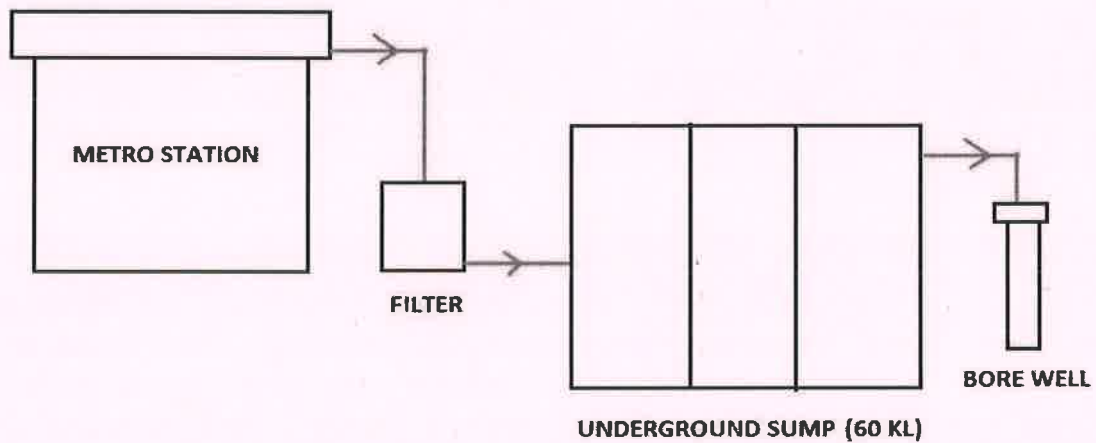 METRO STATION
FILTER
BORE WELL
UNDERGROUND SUMP (60 KL)